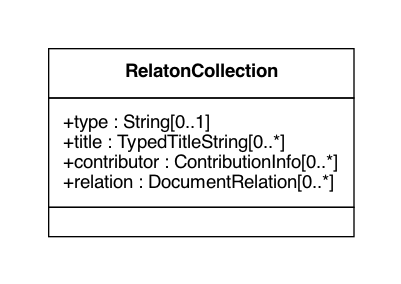 RelatonCollection
+type : String[0..1]
+title : TypedTitleString[0..*]
+contributor : ContributionInfo[0..*]
+relation : DocumentRelation[0..*]